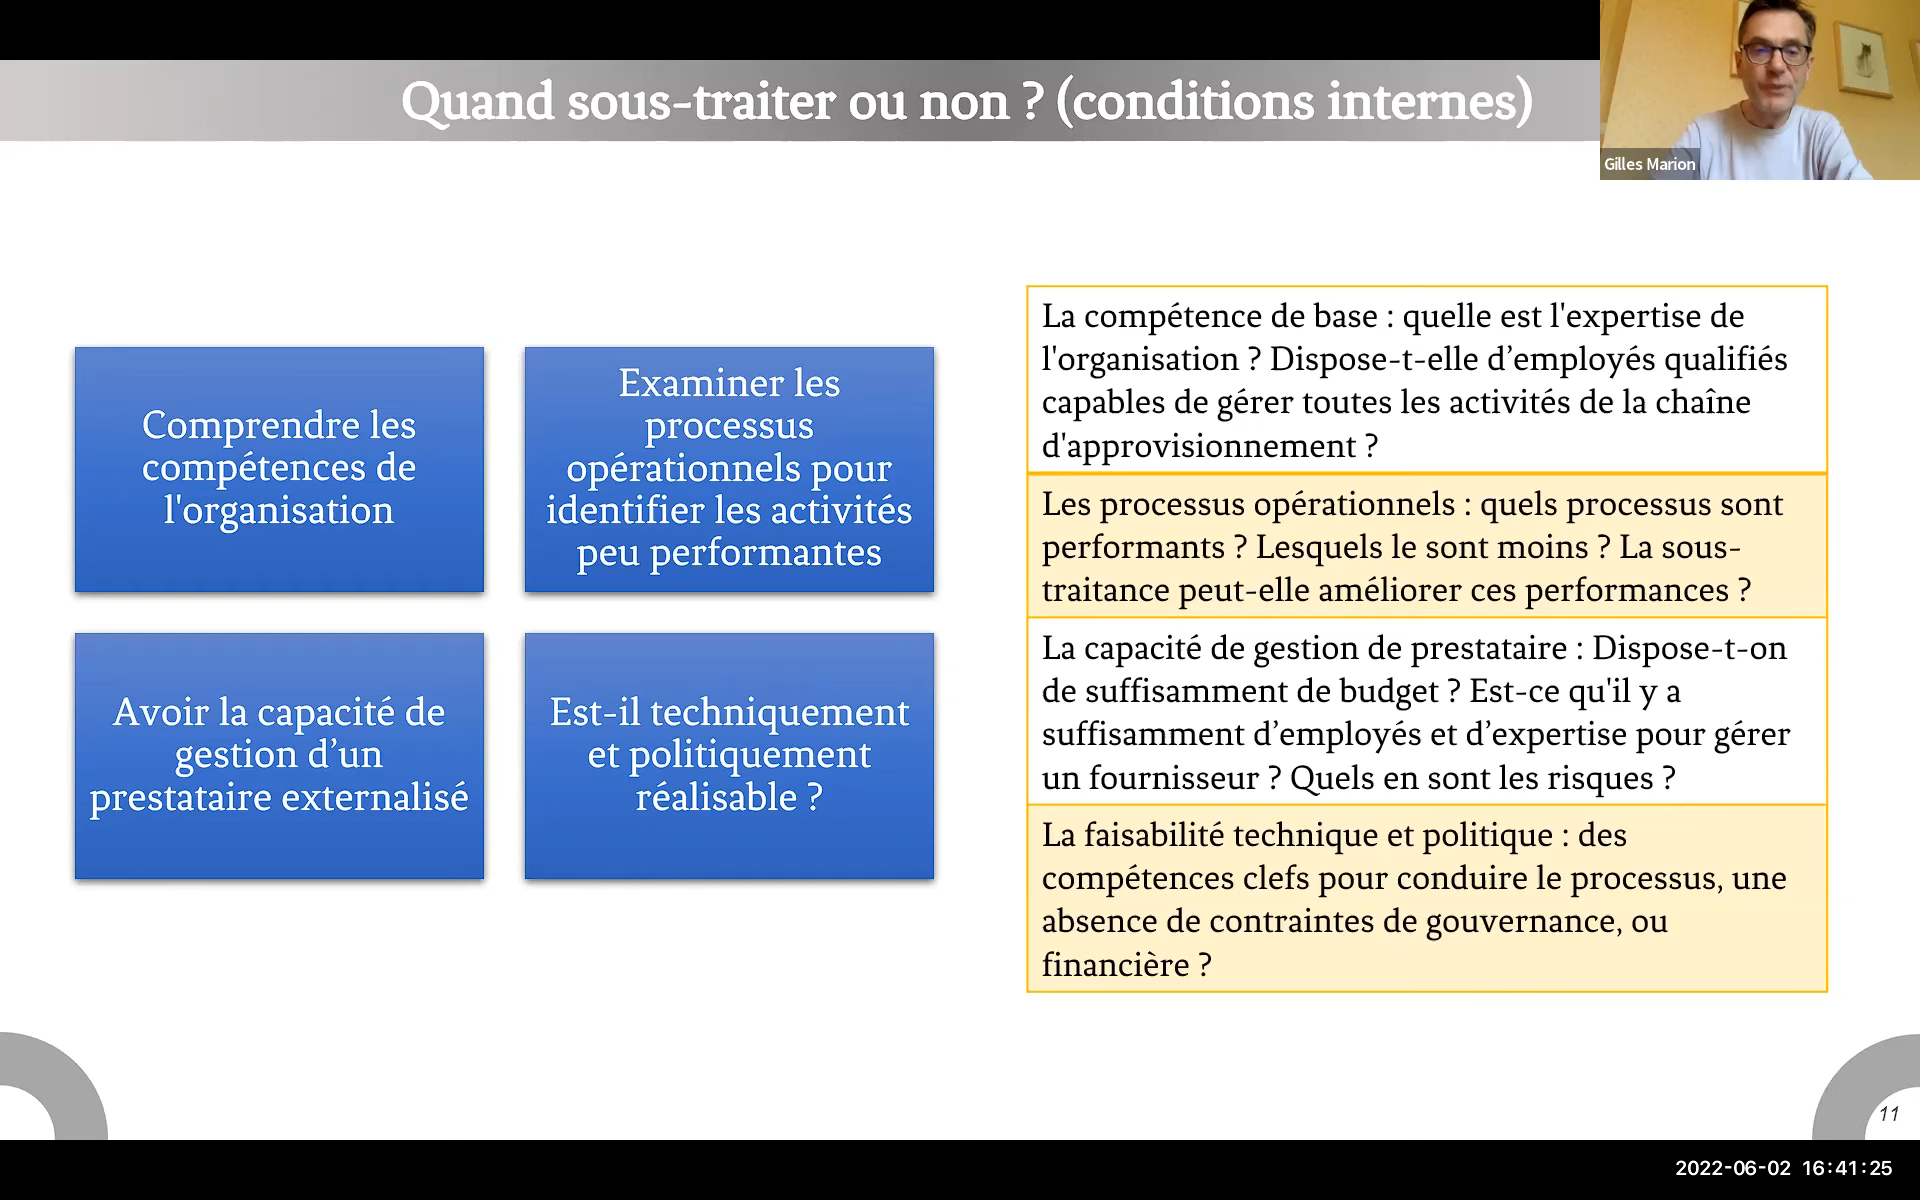 Quand sous-traiter ou non ? (conditions internes)
Gilles Marion
Comprendre les
compétences de
l'organisation
Examiner les
processus
opérationnels pour
identifier les activités
peu performantes
Avoir la capacité de
gestion d’un
prestataire externalisé
Est-il techniquement
et politiquement
réalisable ?
La compétence de base : quelle est l'expertise de
l'organisation ? Dispose-t-elle d’employés qualifiés
capables de gérer toutes les activités de la chaîne
d'approvisionnement ?
Les processus opérationnels : quels processus sont
performants ? Lesquels le sont moins ? La sous-
traitance peut-elle améliorer ces performances ?
La capacité de gestion de prestataire : Dispose-t-on
de suffisamment de budget ? Est-ce qu'il y a
suffisamment d’employés et d’expertise pour gérer
un fournisseur ? Quels en sont les risques ?
La faisabilité technique et politique : des
compétences clefs pour conduire le processus, une
absence de contraintes de gouvernance, ou
financière ?
11
2022-06-02 16:41:25